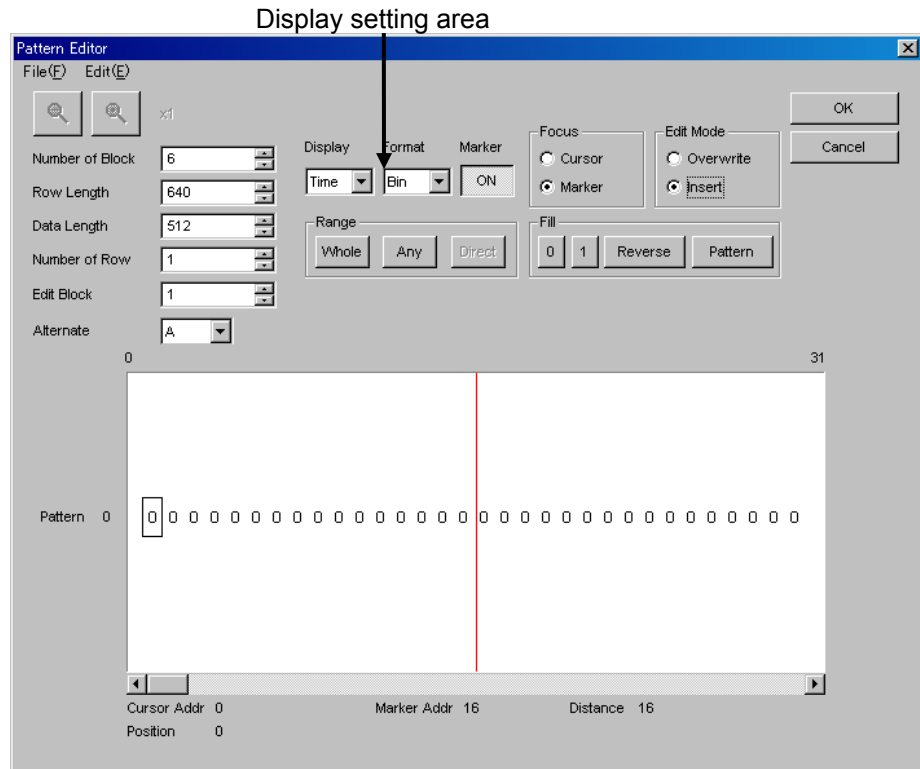 Display setting area
Pattern Editor
File(F) Edit(E)
x1
OK
Cancel
Number of Block 6
Row Length 640
Data Length 512
Number of Row 1
Edit Block 1
Alternate A
Display Format Marker
Time Bin ON
Focus
Cursor
Marker
Edit Mode
Overwrite
Insert
Range
Whole Any Direct
Fill
0 1 Reverse Pattern
0 31
Pattern 0 0 0 0 0 0 0 0 0 0 0 0 0 0 0 0 0 0 0 0 0 0 0 0 0 0 0 0 0 0 0 0 0
Cursor Addr 0 Marker Addr 16 Distance 16
Position 0